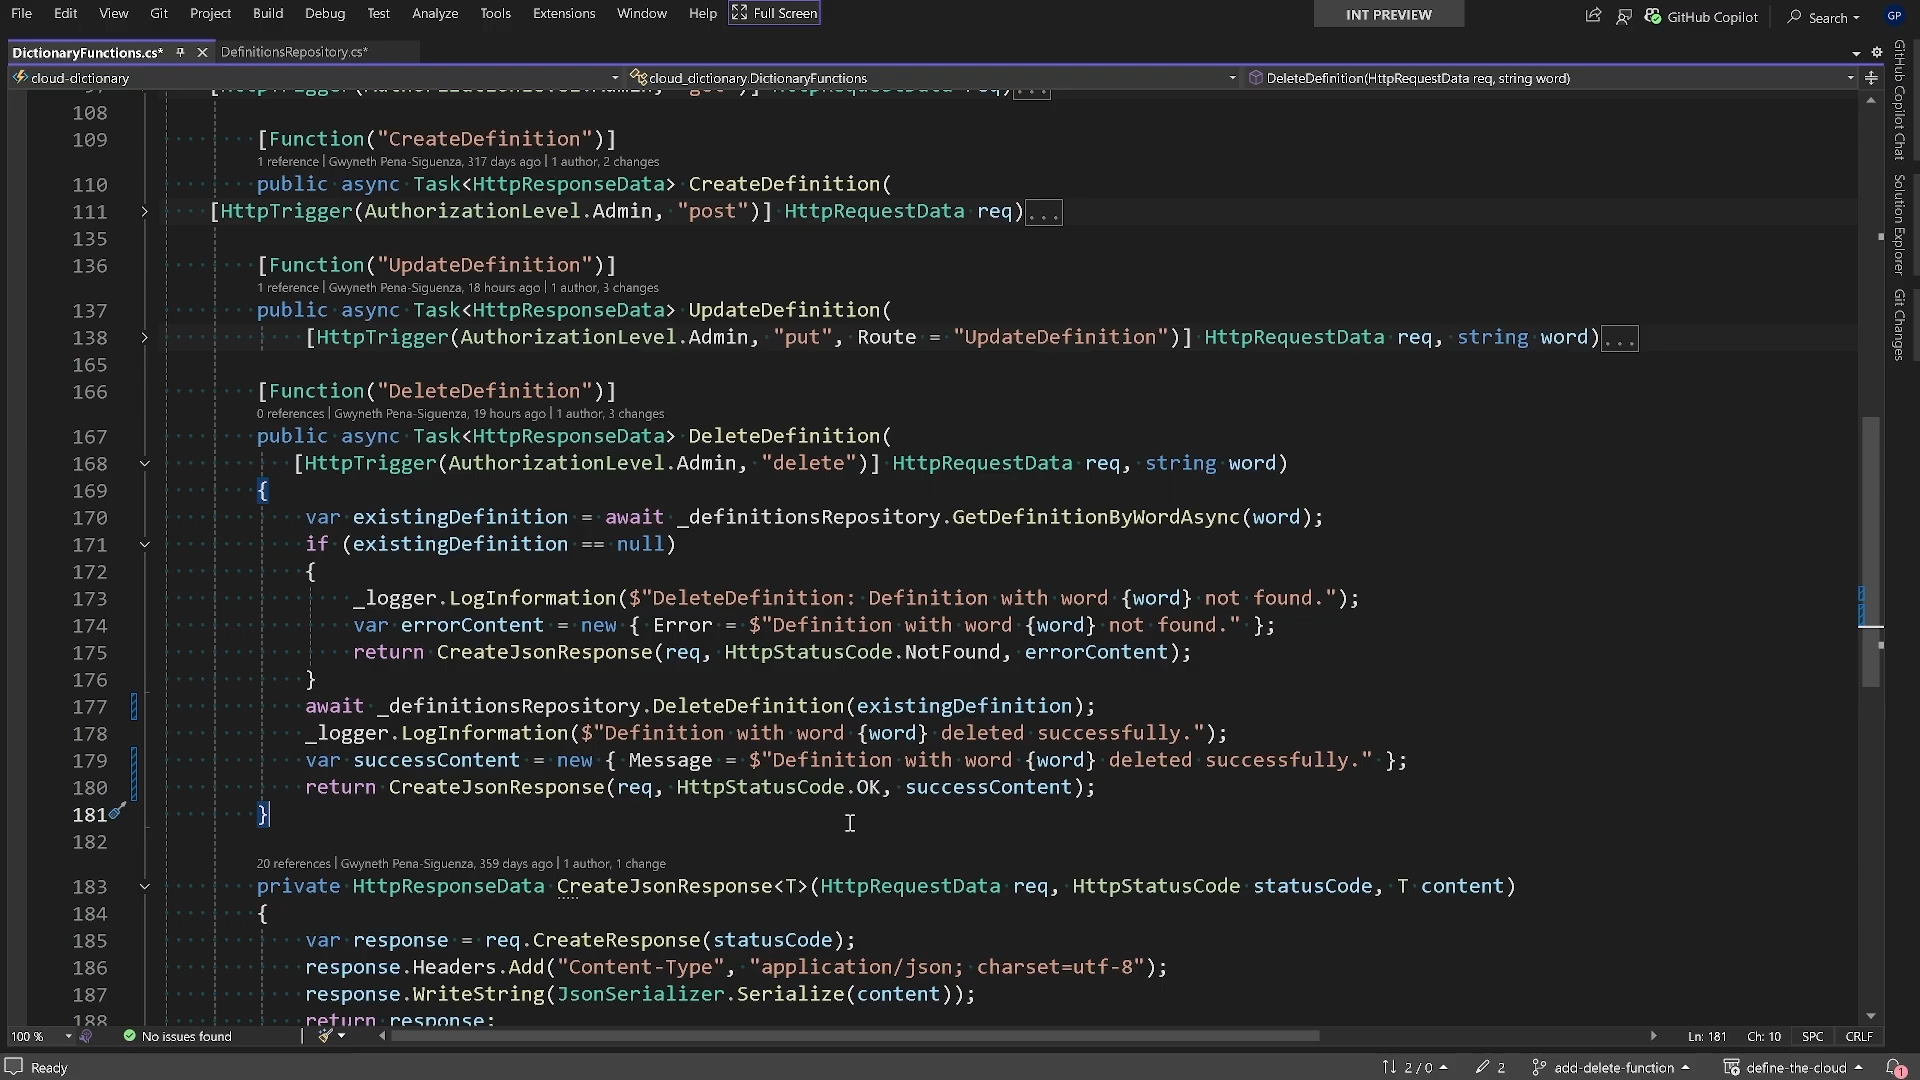 File Edit View Git Project Build Debug Test Analyze Tools Extensions Window Help Full Screen INT PREVIEW GitHub Copilot Search GP
DictionaryFunctions.cs* DefinitionsRepository.cs*
cloud-dictionary cloud_dictionary.DictionaryFunctions DeleteDefinition(HttpRequestData req, string word)
108
109 [Function("CreateDefinition")]
1 reference | Gwyneth Pena-Siguenza, 317 days ago | 1 author, 2 changes
110 public async Task<HttpResponseData> CreateDefinition(
111 [HttpTrigger(AuthorizationLevel.Admin, "post")] HttpRequestData req)...
135
136 [Function("UpdateDefinition")]
1 reference | Gwyneth Pena-Siguenza, 18 hours ago | 1 author, 3 changes
137 public async Task<HttpResponseData> UpdateDefinition(
138 [HttpTrigger(AuthorizationLevel.Admin, "put", Route = "UpdateDefinition")] HttpRequestData req, string word)...
165
166 [Function("DeleteDefinition")]
0 references | Gwyneth Pena-Siguenza, 19 hours ago | 1 author, 3 changes
167 public async Task<HttpResponseData> DeleteDefinition(
168 [HttpTrigger(AuthorizationLevel.Admin, "delete")] HttpRequestData req, string word)
169 {
170 var existingDefinition = await _definitionsRepository.GetDefinitionByWordAsync(word);
171 if (existingDefinition == null)
172 {
173 _logger.LogInformation($"DeleteDefinition: Definition with word {word} not found.");
174 var errorContent = new { Error = $"Definition with word {word} not found." };
175 return CreateJsonResponse(req, HttpStatusCode.NotFound, errorContent);
176 }
177 await _definitionsRepository.DeleteDefinition(existingDefinition);
178 _logger.LogInformation($"Definition with word {word} deleted successfully.");
179 var successContent = new { Message = $"Definition with word {word} deleted successfully." };
180 return CreateJsonResponse(req, HttpStatusCode.OK, successContent);
181 }
182
20 references | Gwyneth Pena-Siguenza, 359 days ago | 1 author, 1 change
183 private HttpResponseData CreateJsonResponse<T>(HttpRequestData req, HttpStatusCode statusCode, T content)
184 {
185 var response = req.CreateResponse(statusCode);
186 response.Headers.Add("Content-Type", "application/json; charset=utf-8");
187 response.WriteString(JsonSerializer.Serialize(content));
188 return response;
100 % No issues found Ln: 181 Ch: 10 SPC CRLF
Ready 2 / 0 2 add-delete-function define-the-cloud 1
GitHub Copilot Chat
Solution Explorer
Git Changes